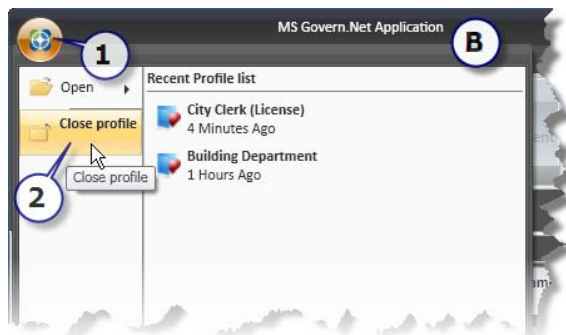 MS Govern.Net Application
B
1
Open
Recent Profile list
City Clerk (License)
4 Minutes Ago
Close profile
Building Department
1 Hours Ago
Close profile
2